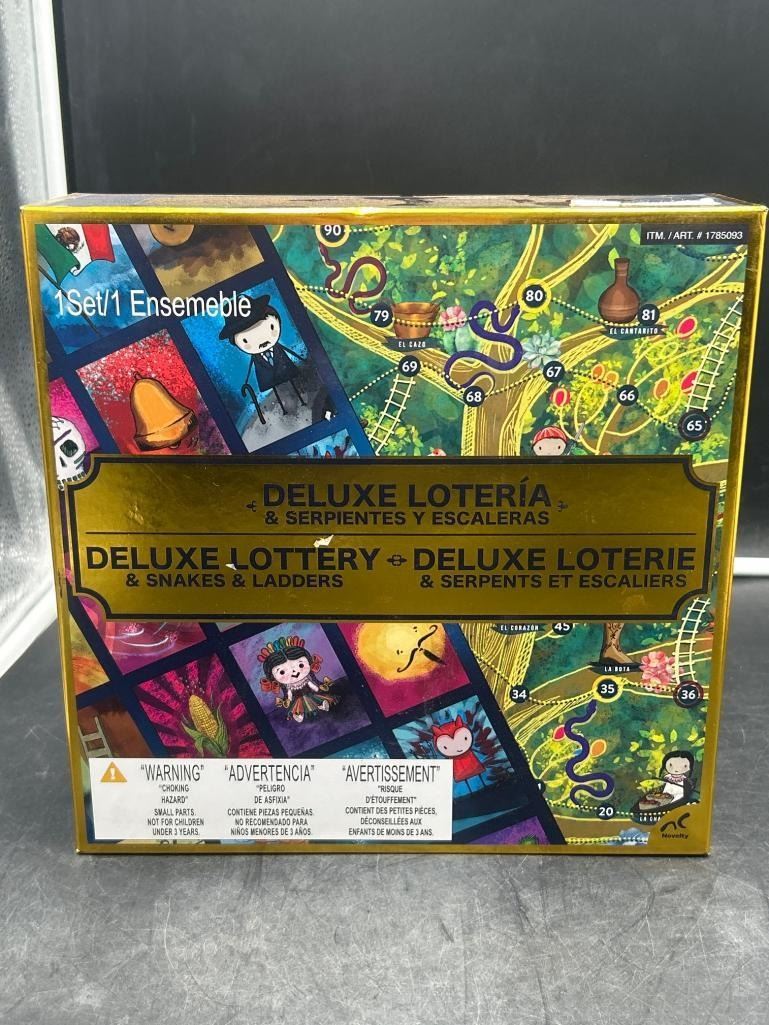 ITM. / ART. # 1785093
1Set/1 Ensemeble
90
79
80
81
EL CAZO
EL CANTARITO
69
68
67
66
65
DELUXE LOTERÍA
& SERPIENTES Y ESCALERAS
DELUXE LOTTERY
& SNAKES & LADDERS
DELUXE LOTERIE
& SERPENTS ET ESCALIERS
EL CORAZÓN
45
LA BOTA
34
35
36
20
"WARNING"
"CHOKING
HAZARD"
SMALL PARTS.
NOT FOR CHILDREN
UNDER 3 YEARS.
"ADVERTENCIA"
"PELIGRO
DE ASFIXIA"
CONTIENE PIEZAS PEQUEÑAS.
NO RECOMENDADO PARA
NIÑOS MENORES DE 3 AÑOS.
"AVERTISSEMENT"
"RISQUE
D'ÉTOUFFEMENT"
CONTIENT DES PETITES PIÈCES,
DÉCONSEILLÉES AUX
ENFANTS DE MOINS DE 3 ANS.
Novelty